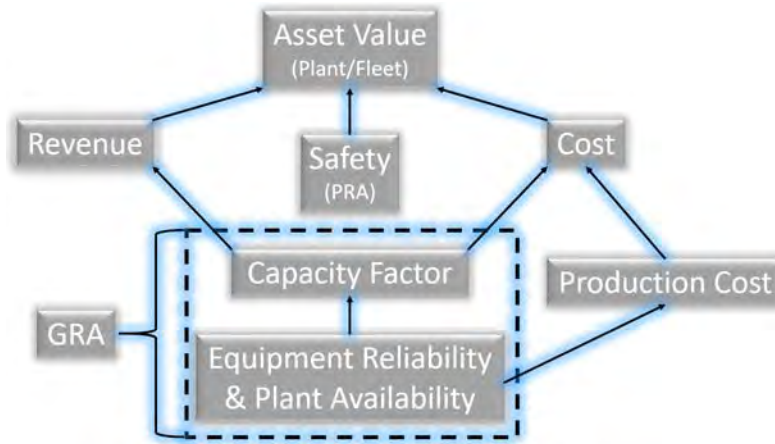 Asset Value
(Plant/Fleet)
Revenue
Safety
(PRA)
Cost
Capacity Factor
Production Cost
GRA
Equipment Reliability
& Plant Availability